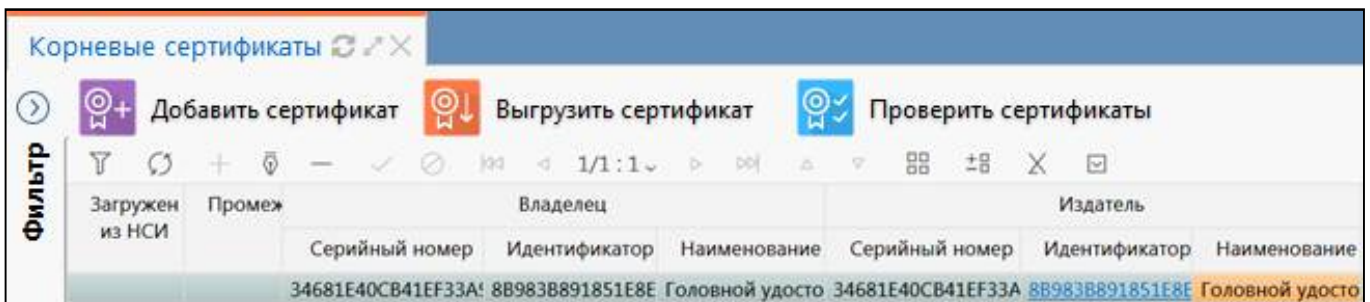 Корневые сертификаты
Добавить сертификат Выгрузить сертификат Проверить сертификаты
Фильтр
1/1 : 1
Загружен из НСИ Промеж Владелец Издатель
Серийный номер Идентификатор Наименование Серийный номер Идентификатор Наименование
34681E40CB41EF33A 8B983B891851E8E Головной удосто 34681E40CB41EF33A 8B983B891851E8E Головной удосто